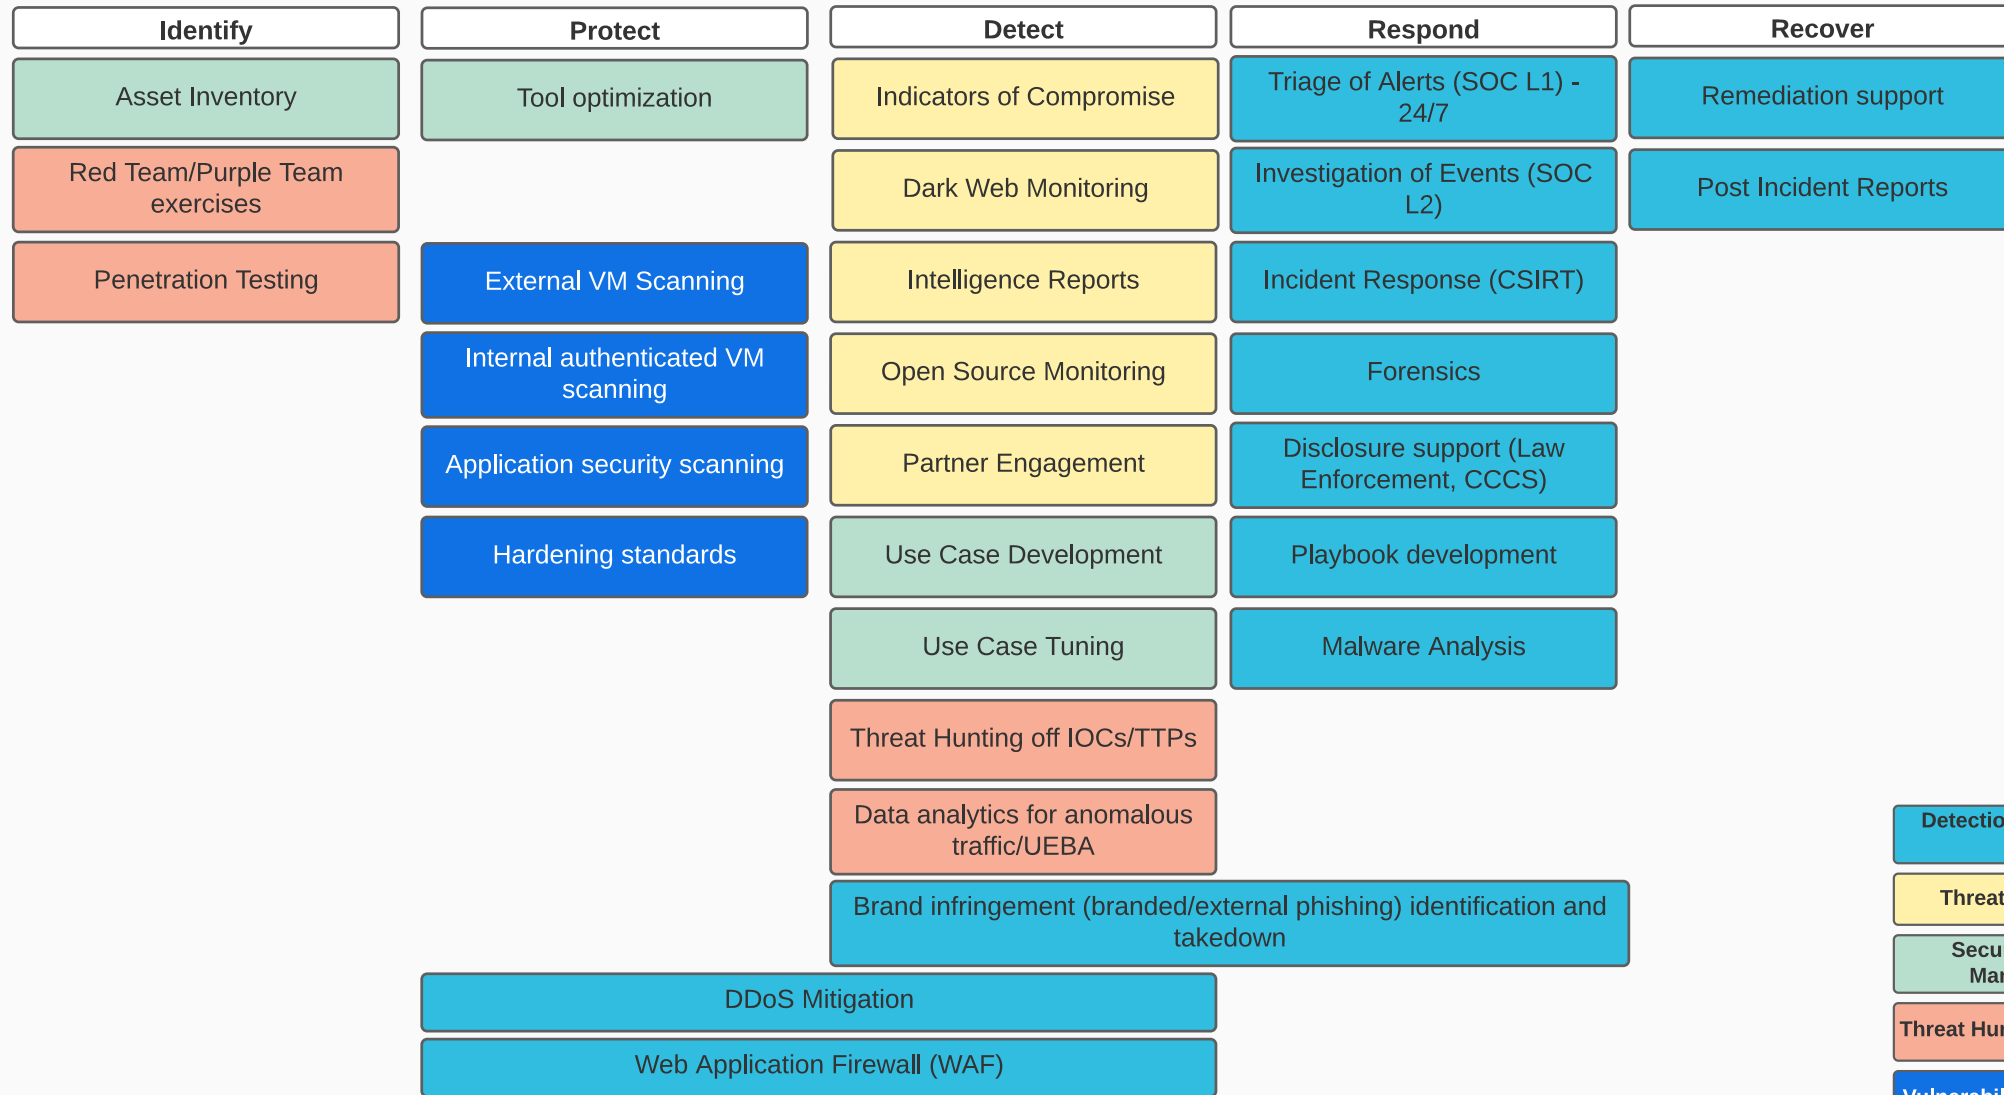 Identify
Protect
Detect
Respond
Recover
Asset Inventory
Red Team/Purple Team
exercises
Penetration Testing
Tool optimization
External VM Scanning
Internal authenticated VM
scanning
Application security scanning
Hardening standards
Indicators of Compromise
Dark Web Monitoring
Intelligence Reports
Open Source Monitoring
Partner Engagement
Use Case Development
Use Case Tuning
Threat Hunting off IOCs/TTPs
Data analytics for anomalous
traffic/UEBA
Triage of Alerts (SOC L1) -
24/7
Investigation of Events (SOC
L2)
Incident Response (CSIRT)
Forensics
Disclosure support (Law
Enforcement, CCCS)
Playbook development
Malware Analysis
Remediation support
Post Incident Reports
Brand infringement (branded/external phishing) identification and
takedown
DDoS Mitigation
Web Application Firewall (WAF)
Threat
Threat